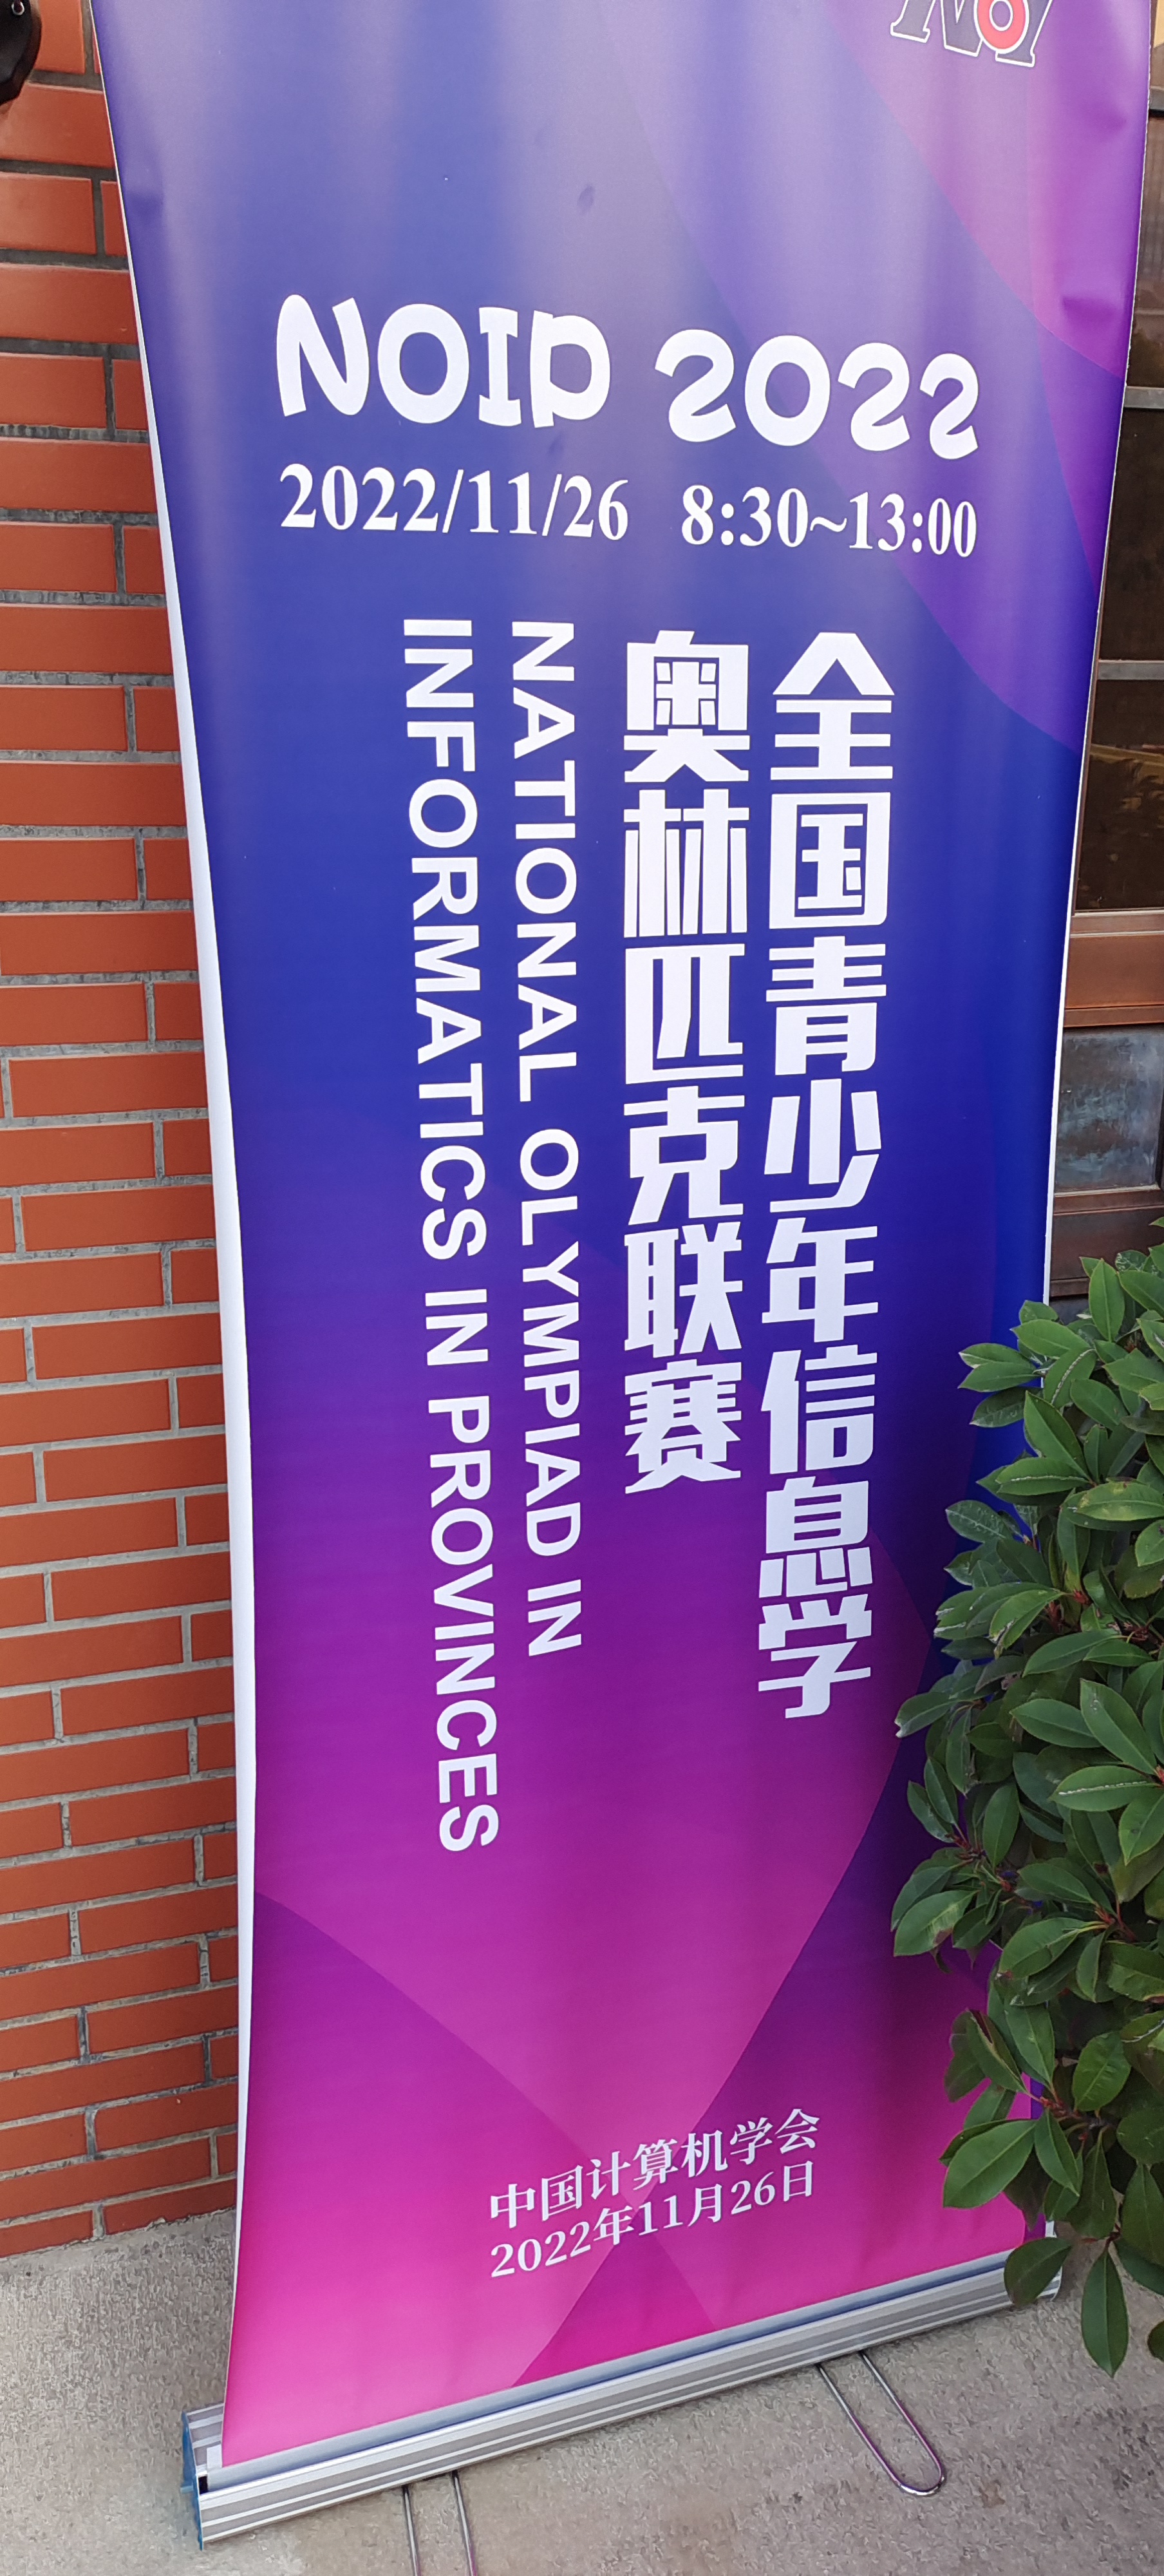 NOI
NOIP 2022
2022/11/26 8:30~13:00
全国青少年信息学
奥林匹克联赛
NATIONAL OLYMPIAD IN
INFORMATICS IN PROVINCES
中国计算机学会
2022年11月26日